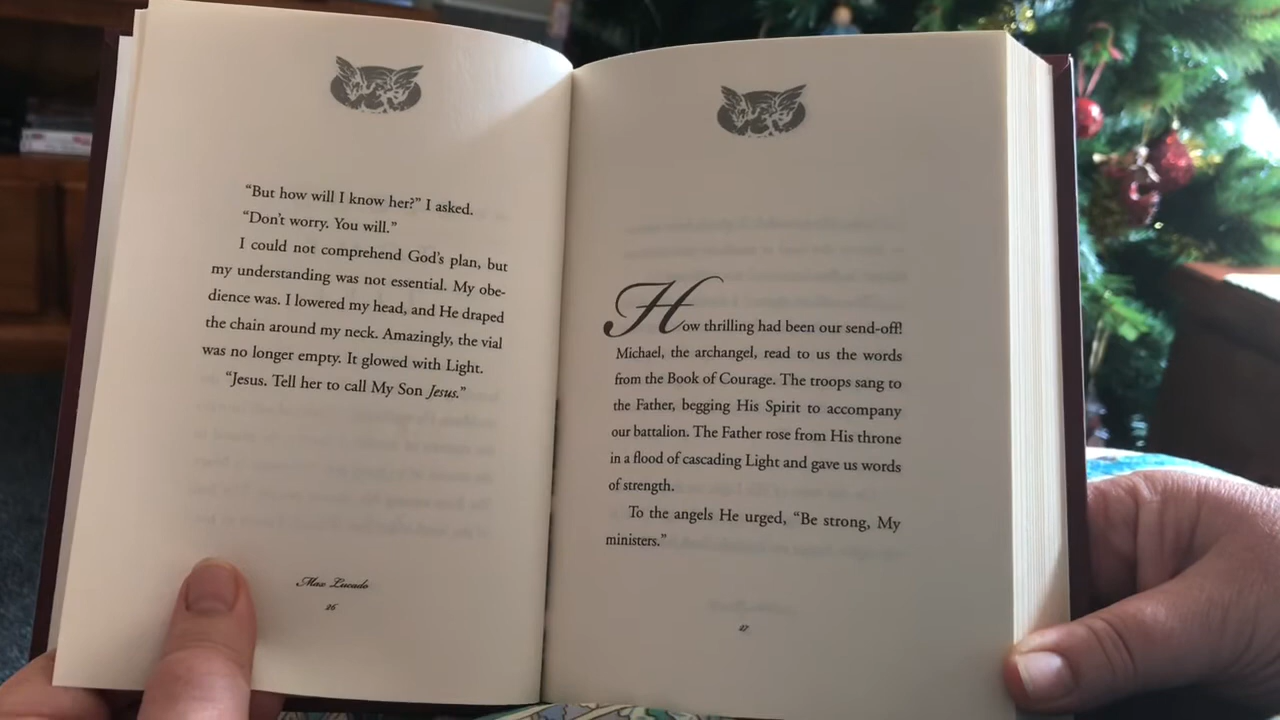 “But how will I know her?” I asked.
“Don’t worry. You will.”
I could not comprehend God’s plan, but
my understanding was not essential. My obe-
dience was. I lowered my head, and He draped
the chain around my neck. Amazingly, the vial
was no longer empty. It glowed with Light.
“Jesus. Tell her to call My Son Jesus.”
Max Lucado
26
How thrilling had been our send-off!
Michael, the archangel, read to us the words
from the Book of Courage. The troops sang to
the Father, begging His Spirit to accompany
our battalion. The Father rose from His throne
in a flood of cascading Light and gave us words
of strength.
To the angels He urged, “Be strong, My
ministers.”
27